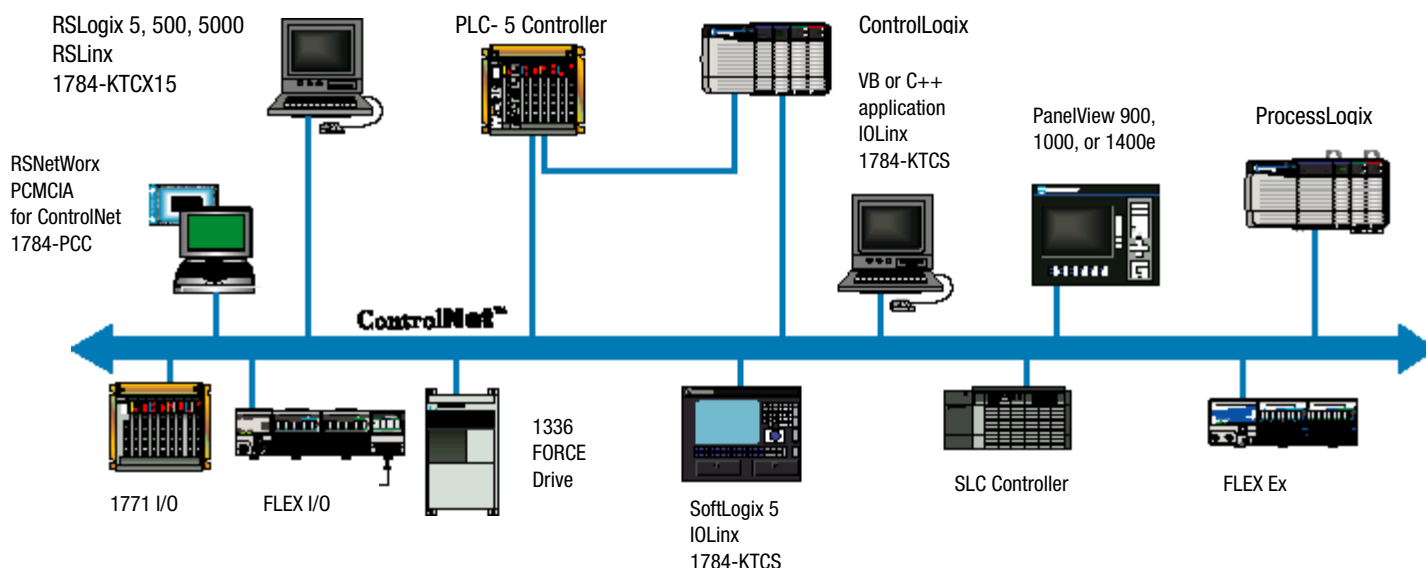 RSLogix 5, 500, 5000
RSLinx
1784-KTCX15
PLC- 5 Controller
ControlLogix
VB or C++
application
IOLinx
1784-KTCS
PanelView 900,
1000, or 1400e
ProcessLogix
RSNetWorx
PCMCIA
for ControlNet
1784-PCC
ControlNet™
1771 I/O
FLEX I/O
1336
FORCE
Drive
SoftLogix 5
IOLinx
1784-KTCS
SLC Controller
FLEX Ex